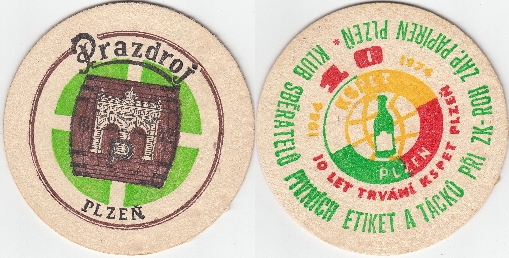 Prazdroj
PLZEŇ
KLUB SBĚRATELŮ PIVNÍCH ETIKET A TÁCKŮ PŘI ZK-ROH ZÁP. PAPÍREN PLZEŇ *
10
1964
1974
KSPET
PLZEŇ
10 LET TRVÁNÍ KSPET PLZEŇ